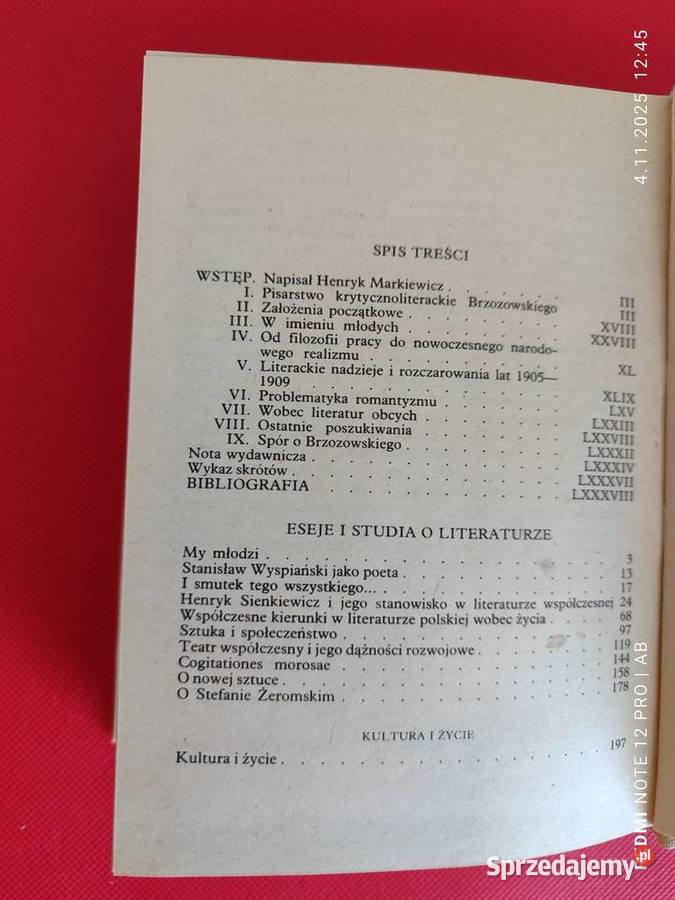 SPIS TREŚCI
WSTĘP. Napisał Henryk Markiewicz . . . . . . III
I. Pisarstwo krytycznoliterackie Brzozowskiego III
II. Założenia początkowe . . . . . . . XVIII
III. W imieniu młodych . . . . . . . XXVIII
IV. Od filozofii pracy do nowoczesnego narodo-
wego realizmu . . . . . . . . XL
V. Literackie nadzieje i rozczarowania lat 1905—
1909 . . . . . . . . . XLIX
VI. Problematyka romantyzmu . . . . . . LXV
VII. Wobec literatur obcych . . . . . . LXXIII
VIII. Ostatnie poszukiwania . . . . . . LXXVIII
IX. Spór o Brzozowskiego . . . . . . LXXXII
Nota wydawnicza . . . . . . . . . LXXXIV
Wykaz skrótów . . . . . . . . . LXXXVII
BIBLIOGRAFIA . . . . . . . . . LXXXVIII
ESEJE I STUDIA O LITERATURZE
My młodzi . . . . . . . . . . . 3
Stanisław Wyspiański jako poeta . . . . . . . 13
I smutek tego wszystkiego... . . . . . . . . 17
Henryk Sienkiewicz i jego stanowisko w literaturze współczesnej 24
Współczesne kierunki w literaturze polskiej wobec życia . . . 68
Sztuka i społeczeństwo . . . . . . . . . 97
Teatr współczesny i jego dążności rozwojowe . . . . . 119
Cogitationes morosae . . . . . . . . . 144
O nowej sztuce . . . . . . . . . . 158
O Stefanie Żeromskim . . . . . . . . . 178
KULTURA I ŻYCIE
Kultura i życie . . . . . . . . . . 197
4.11.2025 12:45
DMI NOTE 12 PRO | AB
Sprzedajemy.pl